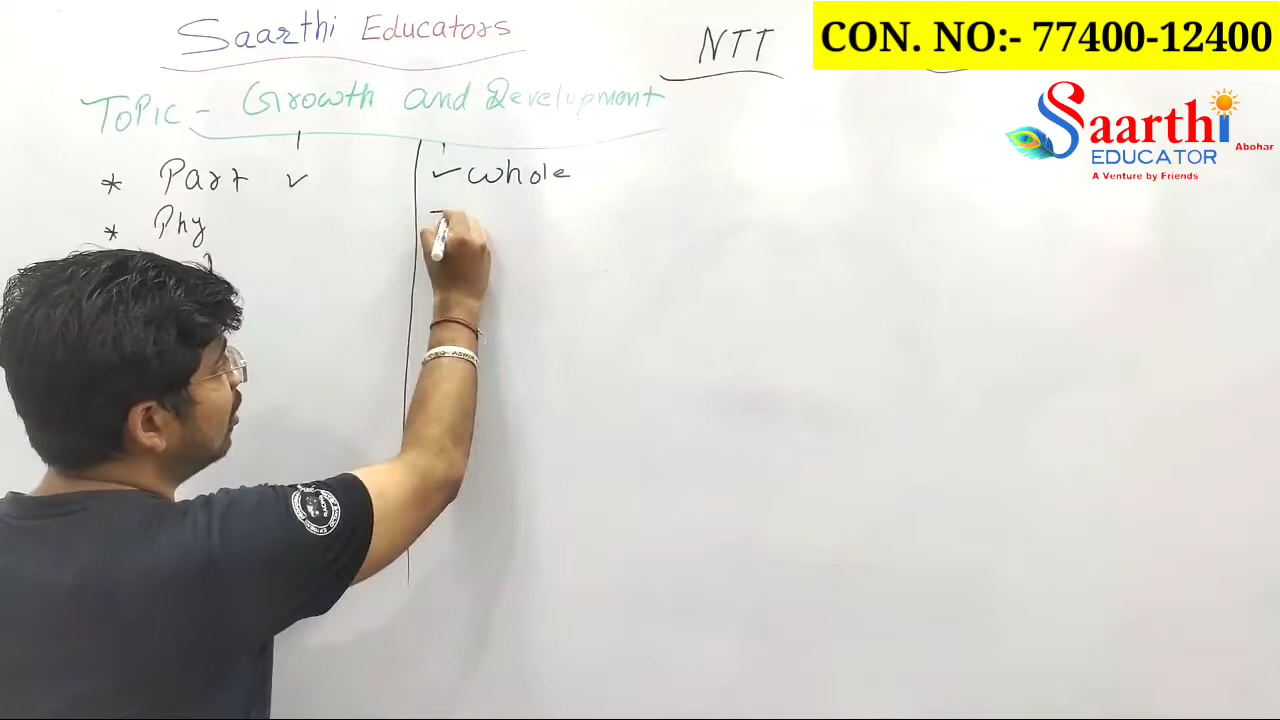 Saarthi Educators
NTT
CON. NO:- 77400-12400
Topic - Growth and Development
* Part ✓
✓ whole
* Phy
Saarthi
EDUCATOR Abohar
A Venture by Friends